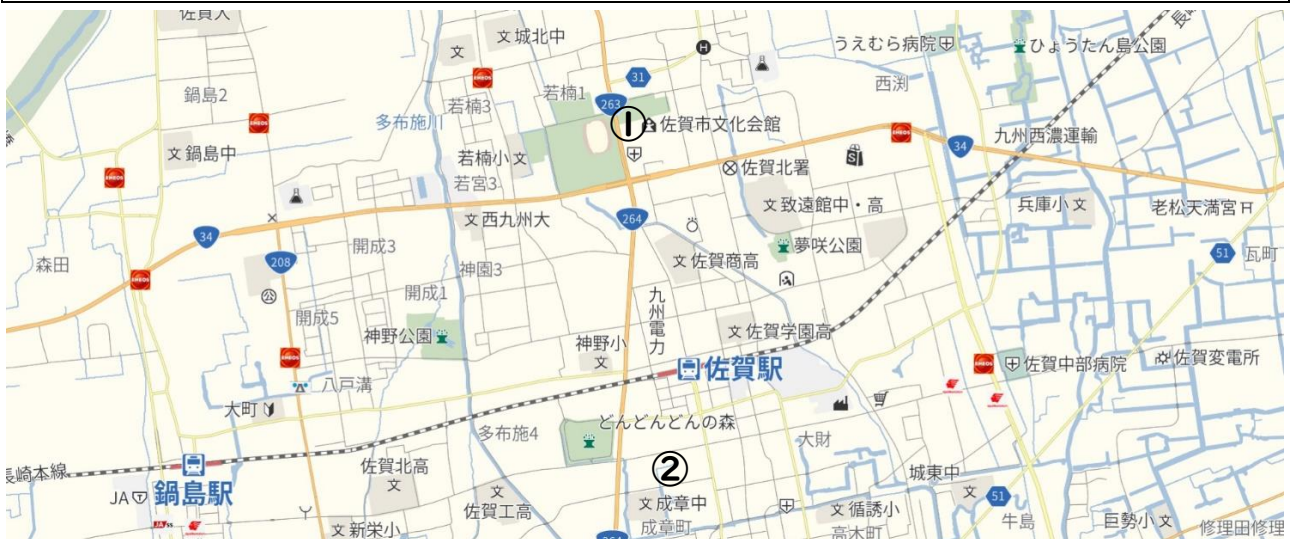 城北中
文
うえむら病院
ひょうたん島公園
H
31
西渕
鍋島2
若楠3
若楠1
263
①
佐賀市文化会館
多布施川
九州西濃運輸
文鍋島中
若楠小文
34
若宮3
佐賀北署
S
文致遠館中・高
兵庫小文
老松天満宮
文西九州大
264
34
開成3
夢咲公園
51
瓦町
森田
208
神園3
文佐賀商高
公
開成1
九州電力
開成5
神野公園
神野小
文
文佐賀学園高
佐賀駅
佐賀中部病院
佐賀変電所
八戸溝
大町
どんどんどんの森
多布施4
大財
長崎本線
佐賀北高
文
②
城東中
文
JA
鍋島駅
文
佐賀工高
文成章中
51
文循誘小
JA-SS
文新栄小
成章町
高木町
牛島
巨勢小文
修理田修理